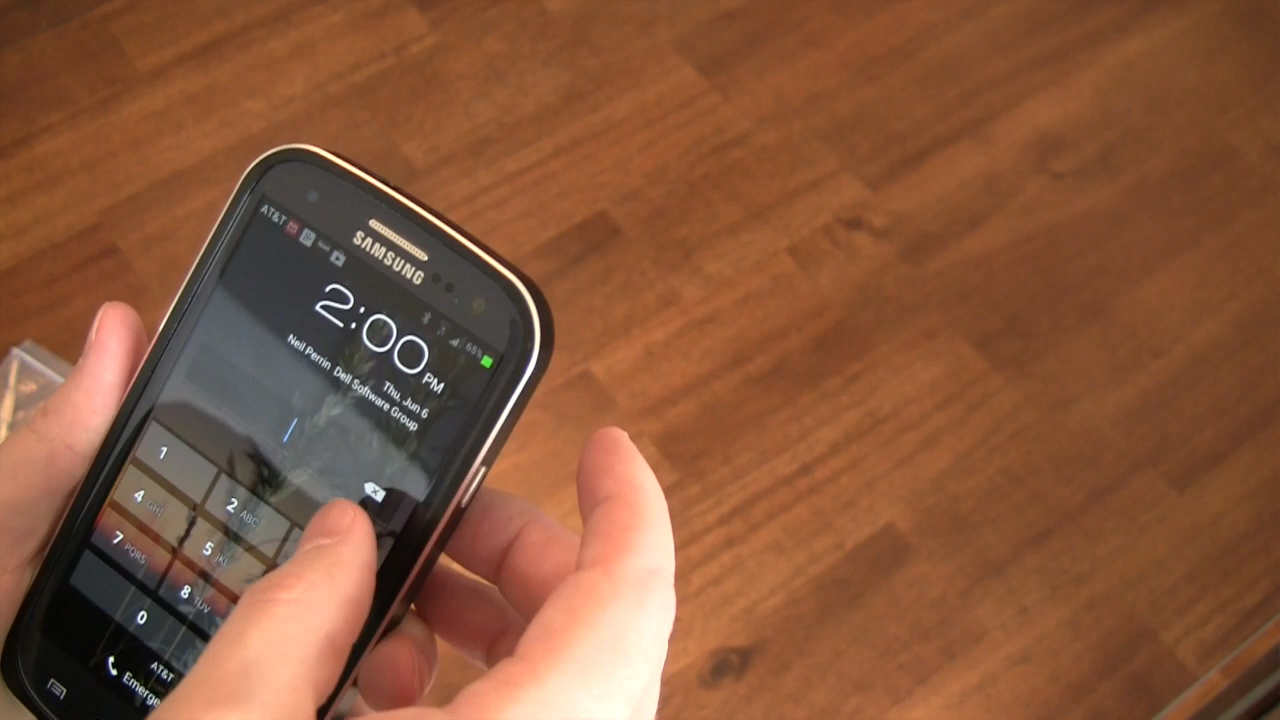 AT&T
SAMSUNG
65%
2:00 PM
Thu, Jun 6
Neil Perrin Dell Software Group
1
2 ABC
4 GHI
5 JKL
7 PQRS
8 TUV
0
AT&T
Emerge